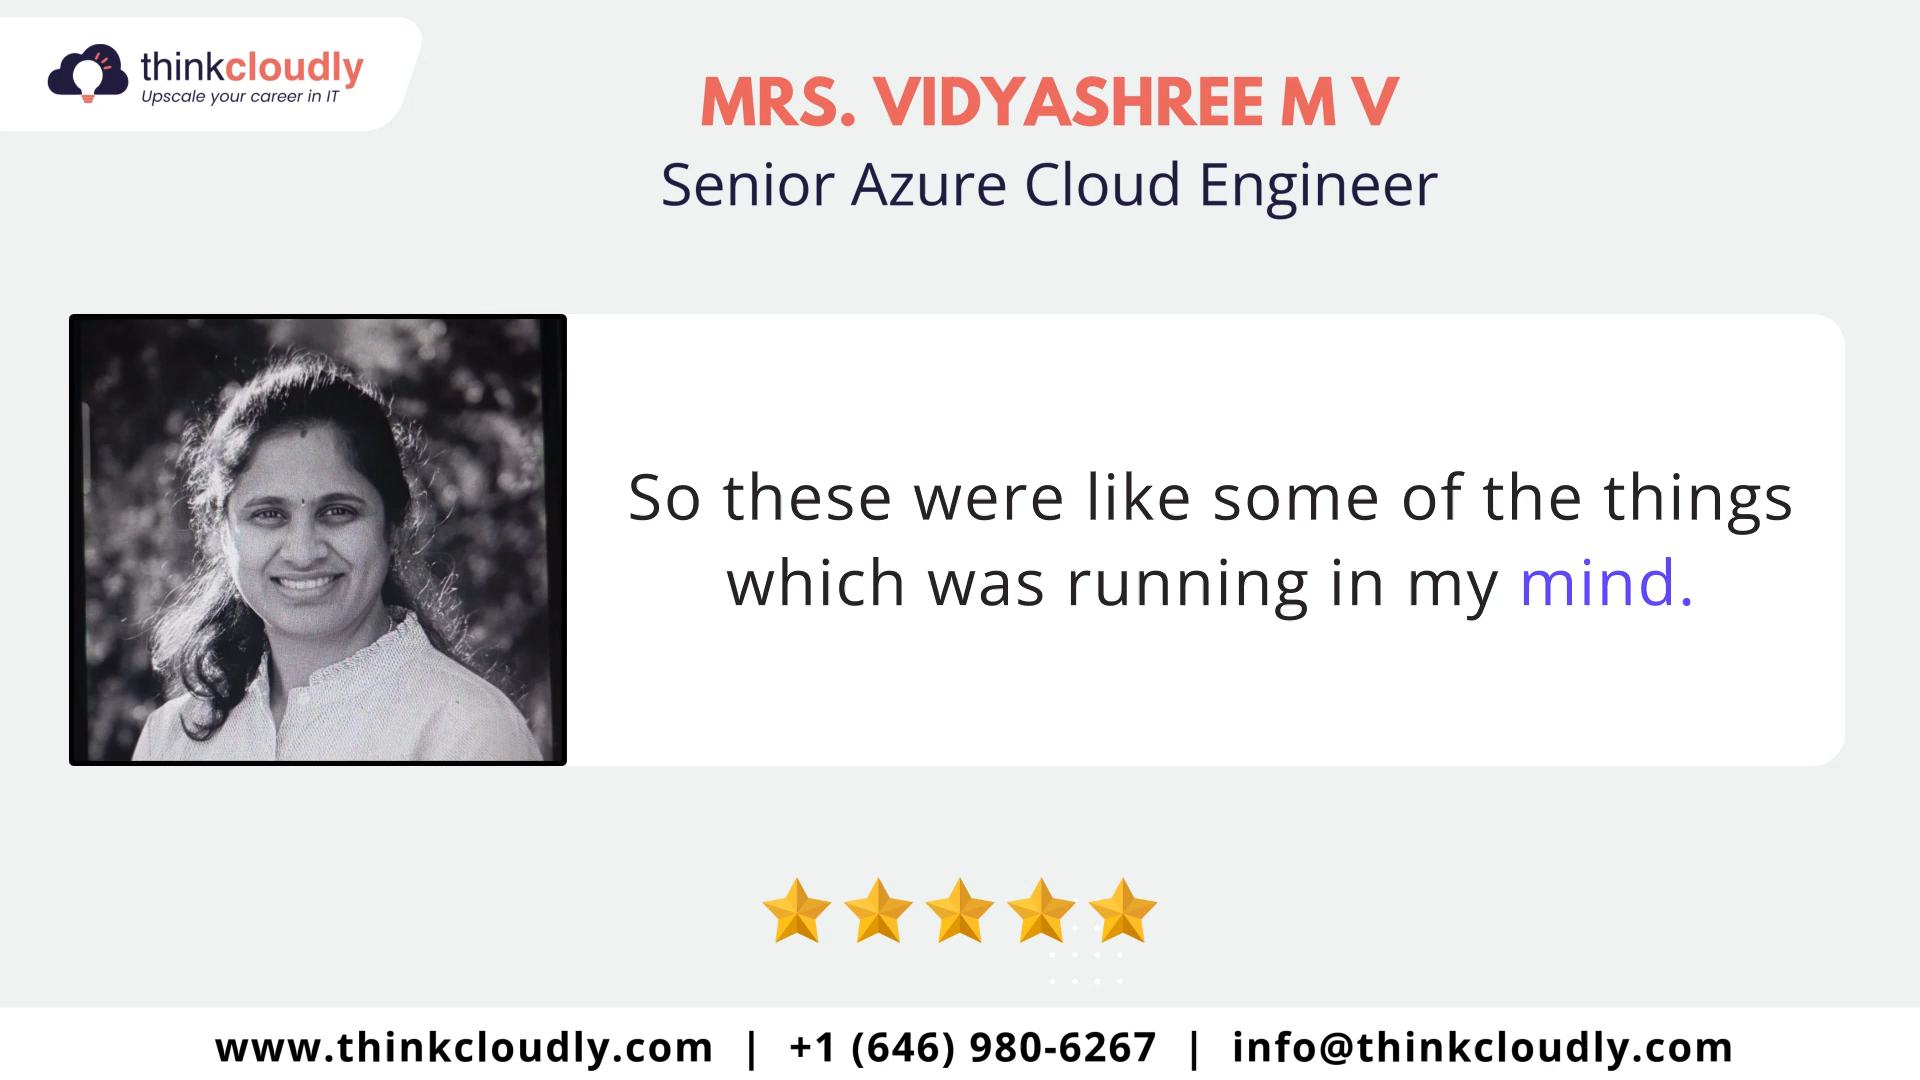 thinkcloudly
Upscale your career in IT
MRS. VIDYASHREE M V
Senior Azure Cloud Engineer
So these were like some of the things
which was running in my mind.
www.thinkcloudly.com | +1 (646) 980-6267 | info@thinkcloudly.com